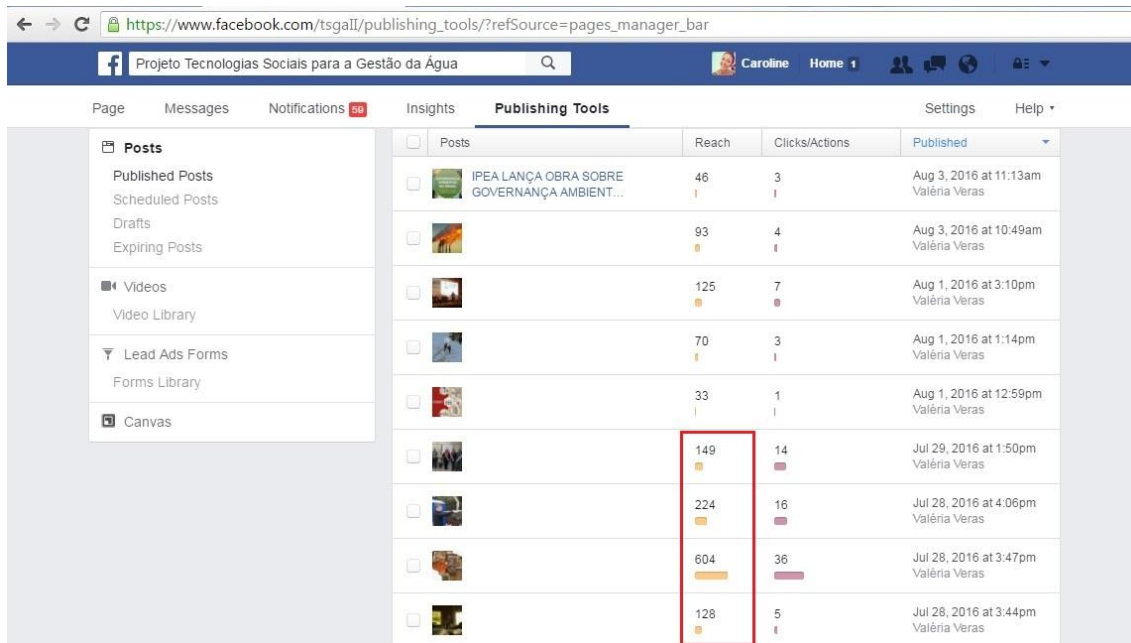 https://www.facebook.com/tsgaII/publishing_tools/?refSource=pages_manager_bar
Projeto Tecnologias Sociais para a Gestão da Água Caroline Home 1
Page Messages Notifications 59 Insights Publishing Tools Settings Help
Posts
Published Posts
Scheduled Posts
Drafts
Expiring Posts
Videos
Video Library
Lead Ads Forms
Forms Library
Canvas
Posts Reach Clicks/Actions Published
IPEA LANÇA OBRA SOBRE
GOVERNANÇA AMBIENT...
46 3 Aug 3, 2016 at 11:13am
Valéria Veras
93 4 Aug 3, 2016 at 10:49am
Valéria Veras
125 7 Aug 1, 2016 at 3:10pm
Valéria Veras
70 3 Aug 1, 2016 at 1:14pm
Valéria Veras
33 1 Aug 1, 2016 at 12:59pm
Valéria Veras
149 14 Jul 29, 2016 at 1:50pm
Valéria Veras
224 16 Jul 28, 2016 at 4:06pm
Valéria Veras
604 36 Jul 28, 2016 at 3:47pm
Valéria Veras
128 5 Jul 28, 2016 at 3:44pm
Valéria Veras